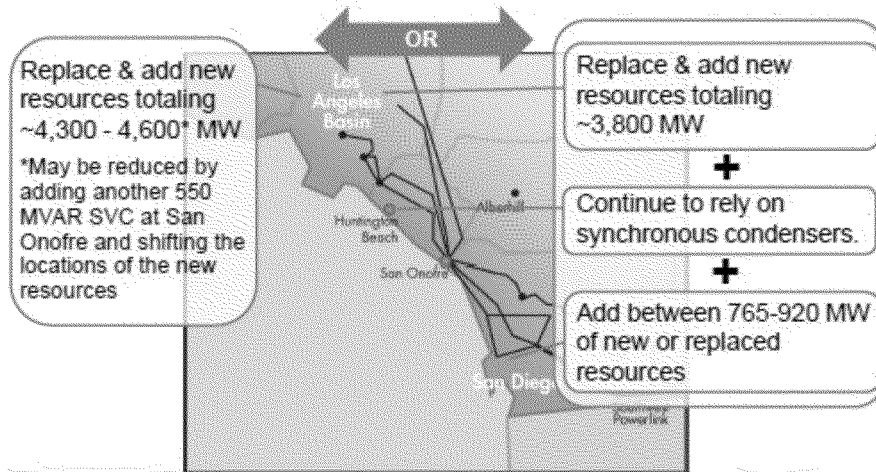 OR
Replace & add new
resources totaling
~4,300 - 4,600* MW
*May be reduced by
adding another 550
MVAR SVC at San
Onofre and shifting the
locations of the new
resources
Los
Angeles
Basin
Huntington
Beach
Alberhill
San Onofre
San Dieg
Powerlink
Replace & add new
resources totaling
~3,800 MW
+
Continue to rely on
synchronous condensers.
+
Add between 765-920 MW
of new or replaced
resources